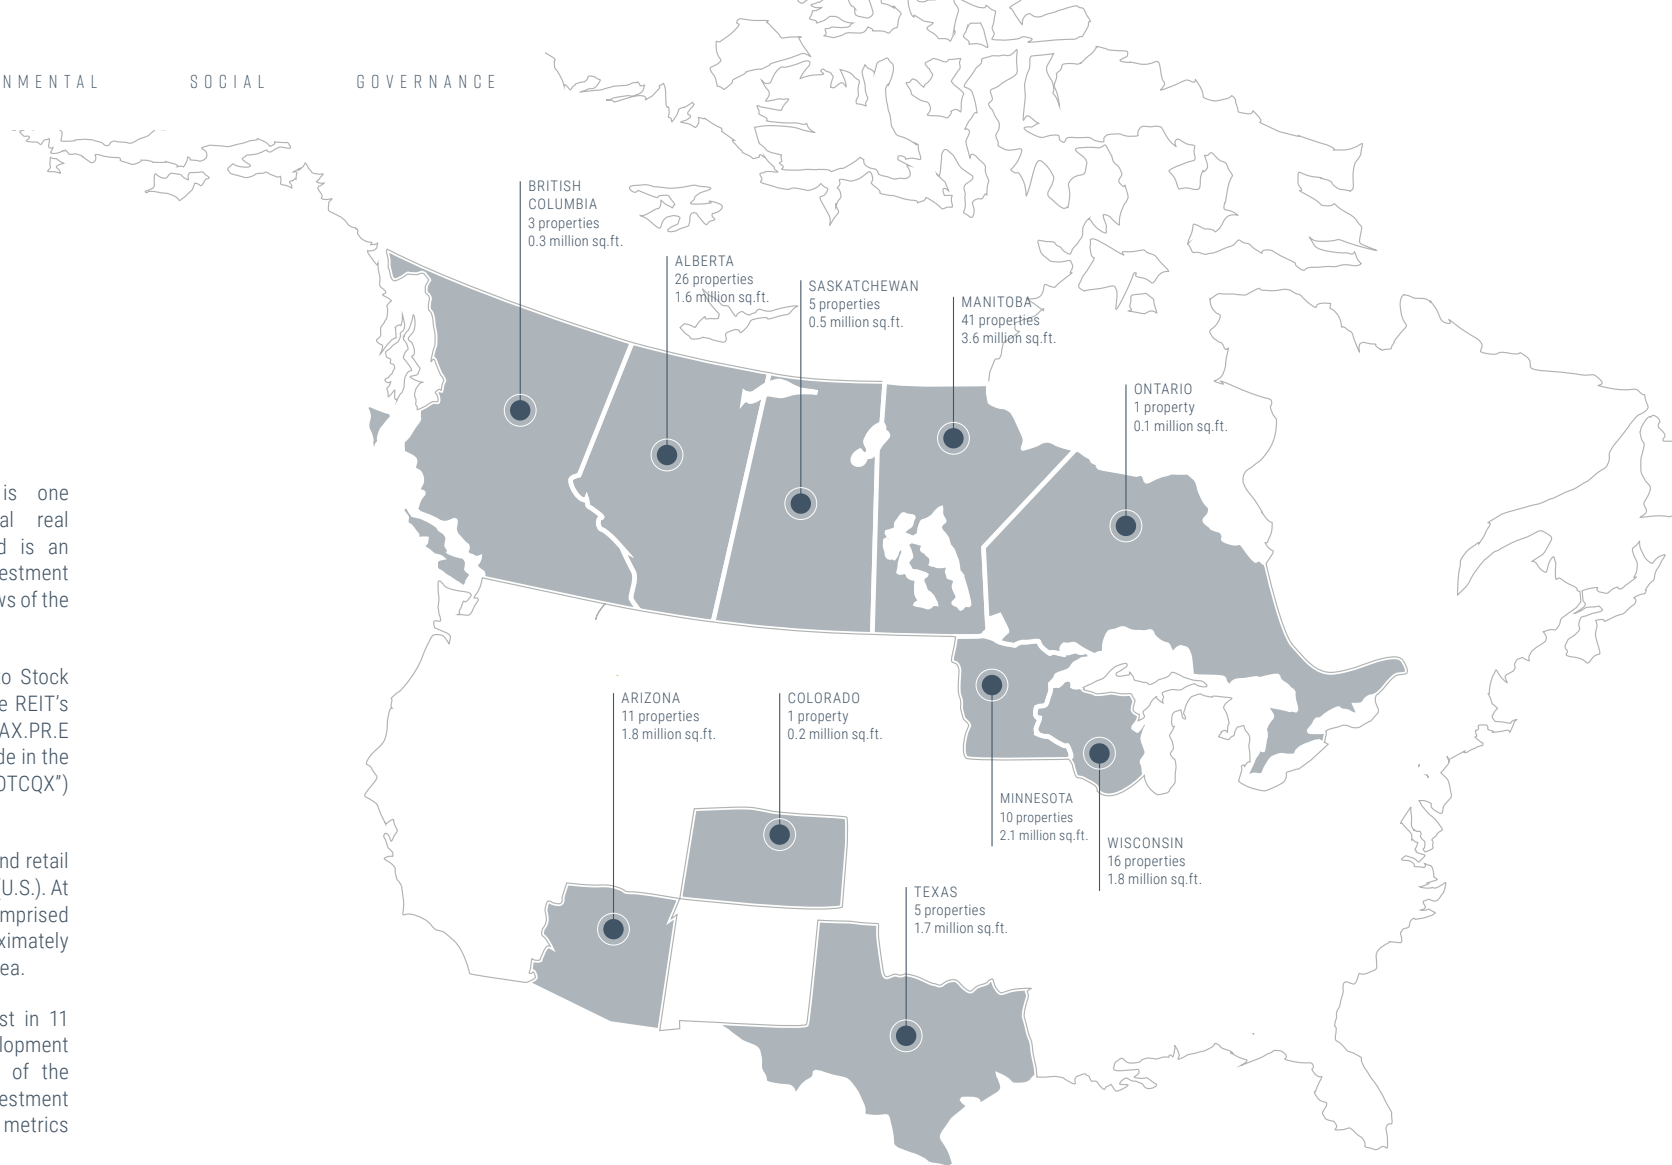 NMENTAL SOCIAL GOVERNANCE
is one
al real
d is an
estment
ws of the
o Stock
e REIT's
AX.PR.E
de in the
OTCQX")
nd retail
(U.S.). At
mprised
ximately
ea.
st in 11
lopment
of the
estment
metrics
BRITISH
COLUMBIA
3 properties
0.3 million sq.ft.
ALBERTA
26 properties
1.6 million sq.ft.
SASKATCHEWAN
5 properties
0.5 million sq.ft.
MANITOBA
41 properties
3.6 million sq.ft.
ONTARIO
1 property
0.1 million sq.ft.
ARIZONA
11 properties
1.8 million sq.ft.
COLORADO
1 property
0.2 million sq.ft.
MINNESOTA
10 properties
2.1 million sq.ft.
WISCONSIN
16 properties
1.8 million sq.ft.
TEXAS
5 properties
1.7 million sq.ft.